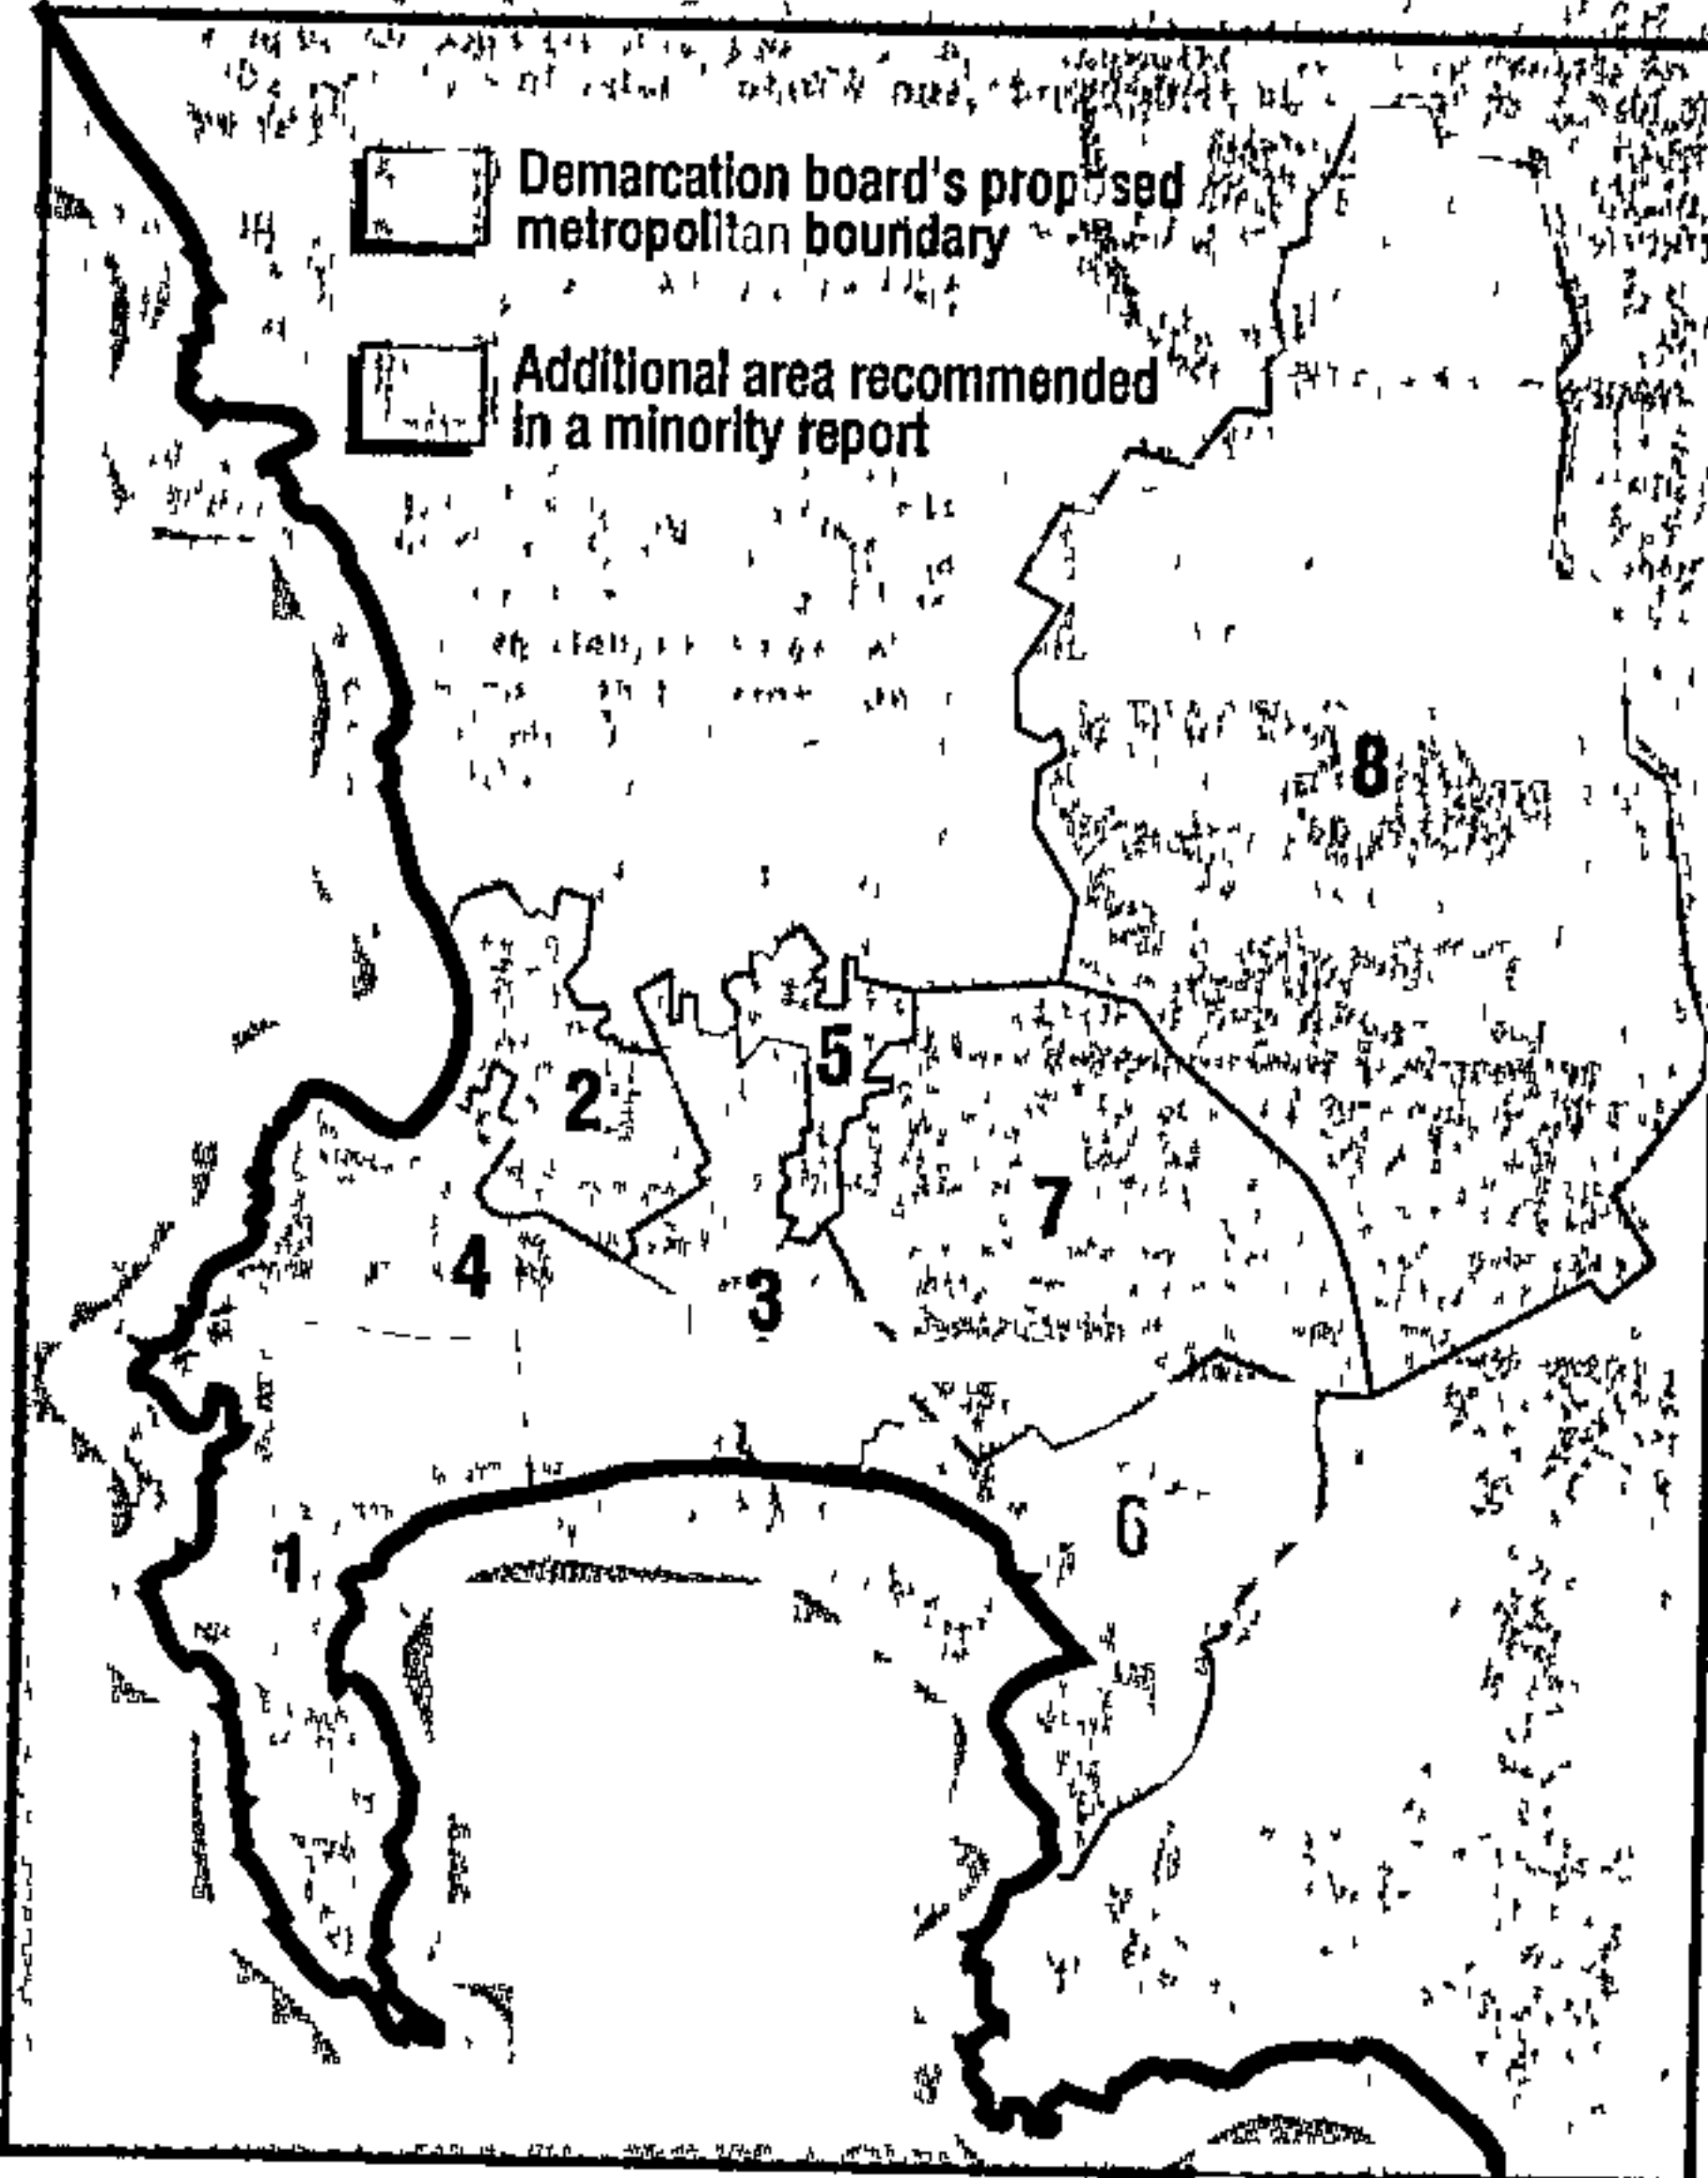 Demarcation board's proposed
metropolitan boundary
Additional area recommended
in a minority report
8
5
2
7
4
3
6
1